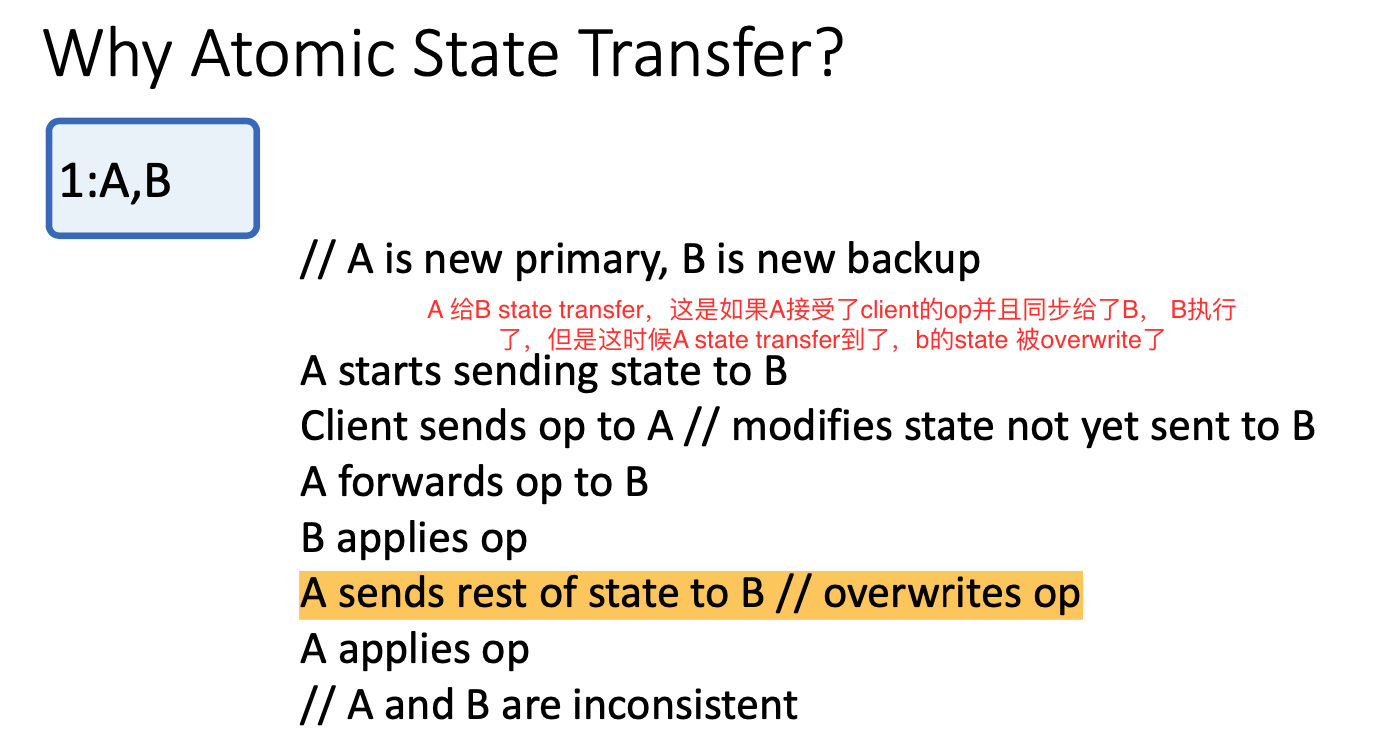 Why Atomic State Transfer?
1:A,B
// A is new primary, B is new backup
A 给B state transfer，这是如果A接受了client的op并且同步给了B， B执行
了，但是这时候A state transfer到了，b的state 被overwrite了
A starts sending state to B
Client sends op to A // modifies state not yet sent to B
A forwards op to B
B applies op
A sends rest of state to B // overwrites op
A applies op
// A and B are inconsistent